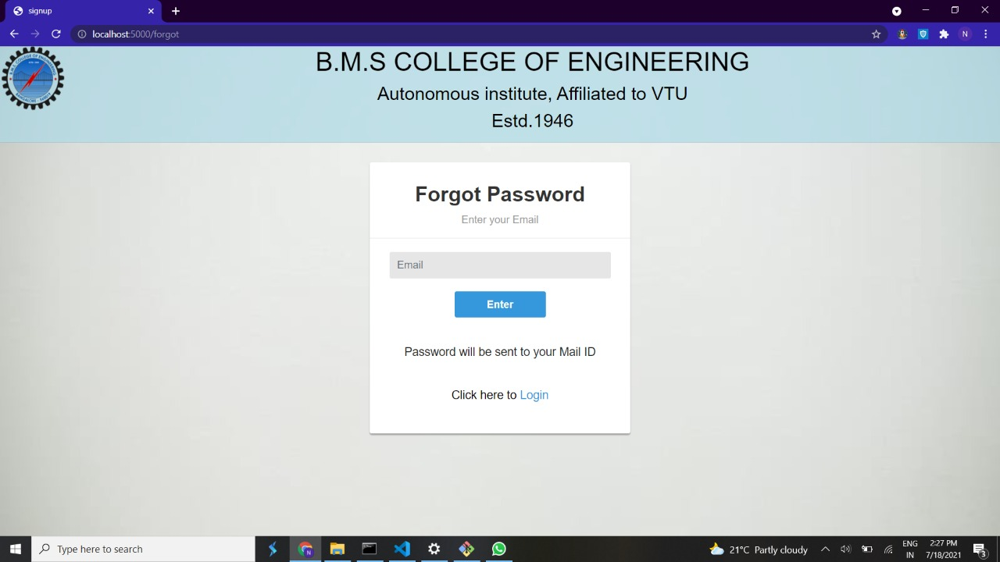 signup
localhost:5000/forgot
N
B.M.S COLLEGE OF ENGINEERING
Autonomous institute, Affiliated to VTU
Estd.1946
Forgot Password
Enter your Email
Email
Enter
Password will be sent to your Mail ID
Click here to Login
Type here to search
N
21°C Partly cloudy
ENG
IN
2:27 PM
7/18/2021
3